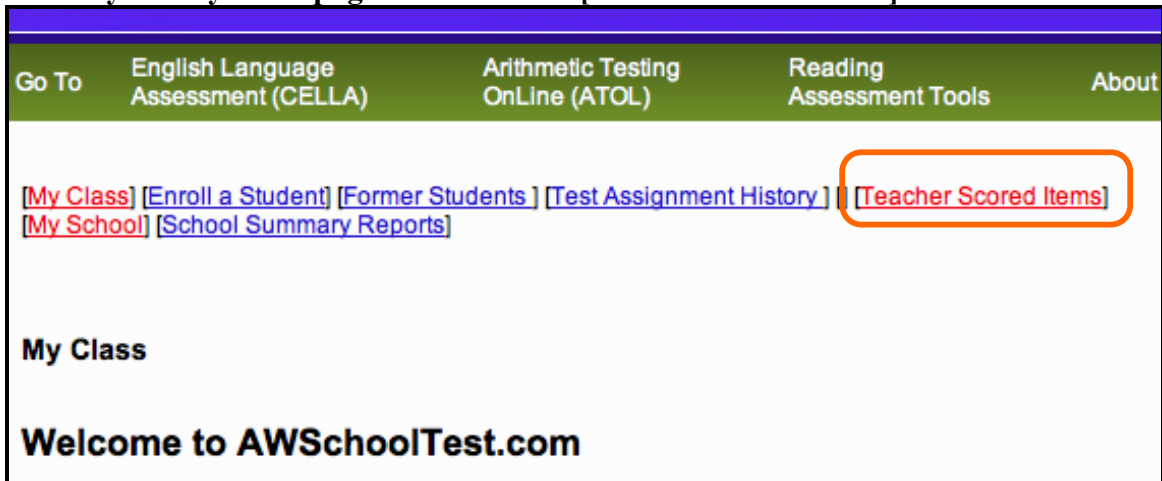 Go To English Language Assessment (CELLA) Arithmetic Testing OnLine (ATOL) Reading Assessment Tools About
[My Class] [Enroll a Student] [Former Students ] [Test Assignment History ] [] [Teacher Scored Items]
[My School] [School Summary Reports]
My Class
Welcome to AWSchoolTest.com